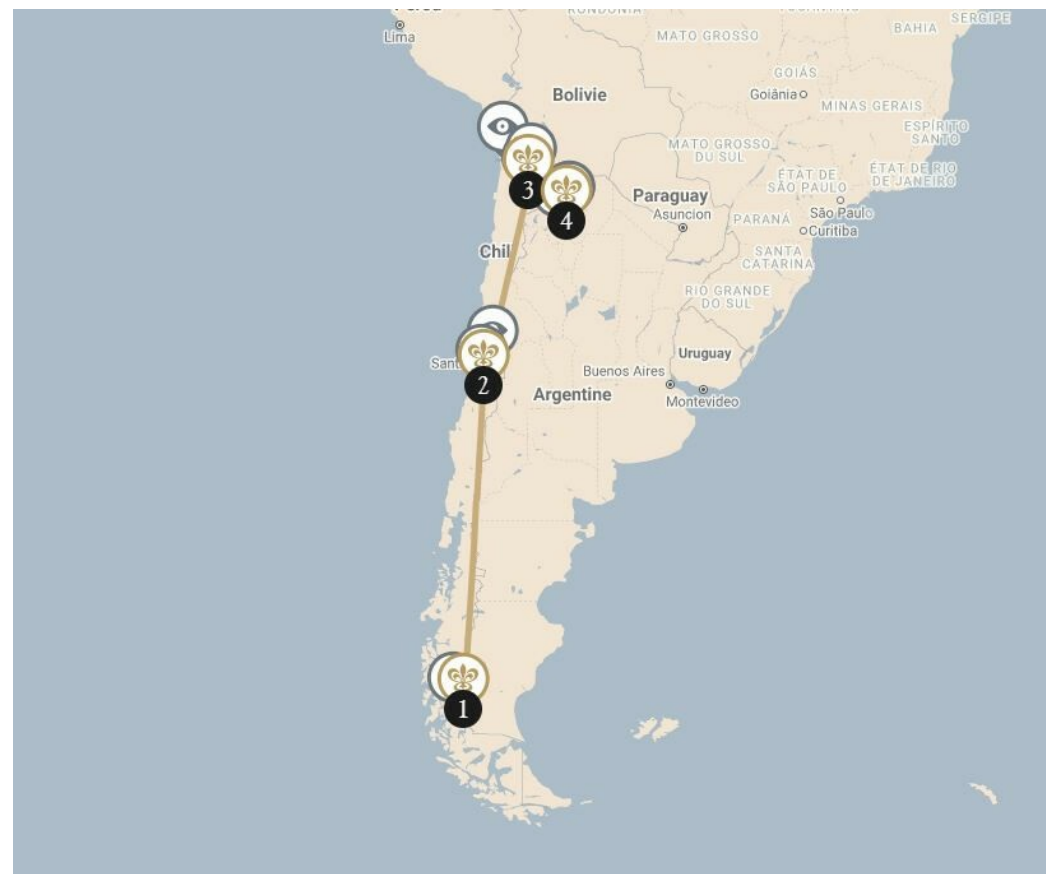 Lima
MATO GROSSO
BAHIA
SERGIPE
GOIÁS
Goiânia
Bolivie
MINAS GERAIS
ESPÍRITO
SANTO
MATO GROSSO
DU SUL
ÉTAT DE
SÃO PAULO
ÉTAT DE RIO
DE JANEIRO
3
Paraguay
Asuncion
4
PARANÁ
São Paulo
Curitiba
Chil
SANTA
CATARINA
RIO GRANDE
DO SUL
Sant
2
Uruguay
Buenos Aires
Argentine
Montevideo
1